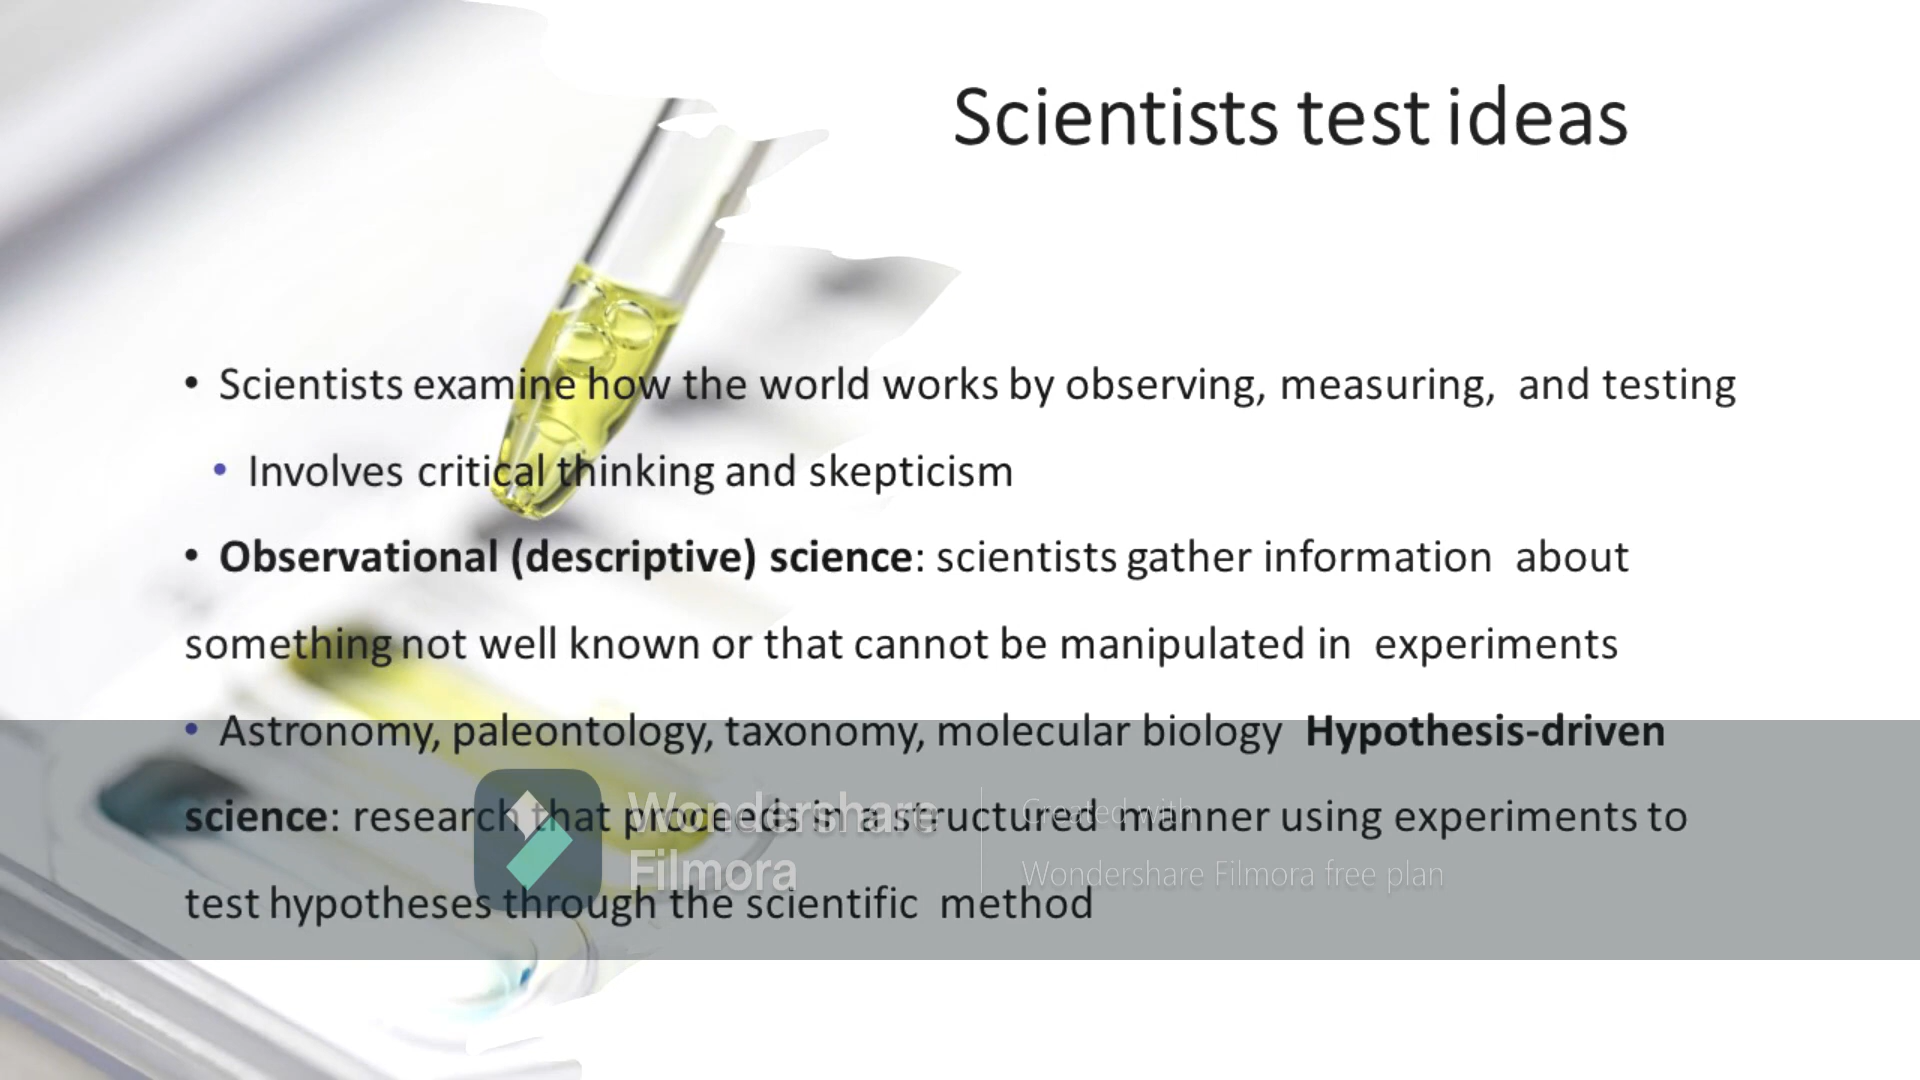 Scientists test ideas
• Scientists examine how the world works by observing, measuring, and testing
• Involves critical thinking and skepticism
• Observational (descriptive) science: scientists gather information about
something not well known or that cannot be manipulated in experiments
• Astronomy, paleontology, taxonomy, molecular biology Hypothesis-driven
science: research that proceeds in a structured manner using experiments to
test hypotheses through the scientific method
Wondershare
Filmora
Created with
Wondershare Filmora free plan